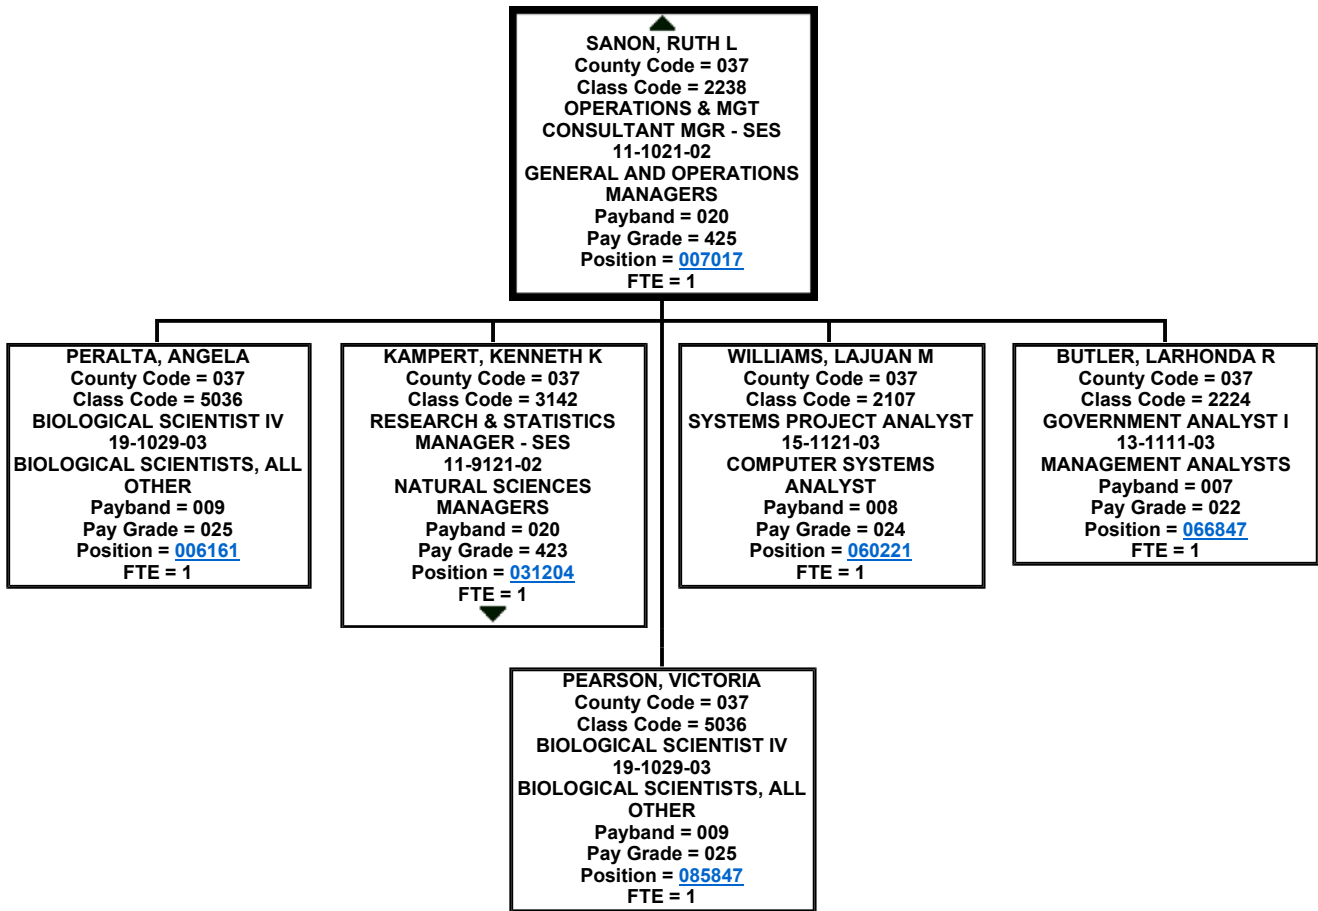 SANON, RUTH L
County Code = 037
Class Code = 2238
OPERATIONS & MGT
CONSULTANT MGR - SES
11-1021-02
GENERAL AND OPERATIONS
MANAGERS
Payband = 020
Pay Grade = 425
Position = 007017
FTE = 1
PERALTA, ANGELA
County Code = 037
Class Code = 5036
BIOLOGICAL SCIENTIST IV
19-1029-03
BIOLOGICAL SCIENTISTS, ALL
OTHER
Payband = 009
Pay Grade = 025
Position = 006161
FTE = 1
KAMPERT, KENNETH K
County Code = 037
Class Code = 3142
RESEARCH & STATISTICS
MANAGER - SES
11-9121-02
NATURAL SCIENCES
MANAGERS
Payband = 020
Pay Grade = 423
Position = 031204
FTE = 1
WILLIAMS, LAJUAN M
County Code = 037
Class Code = 2107
SYSTEMS PROJECT ANALYST
15-1121-03
COMPUTER SYSTEMS
ANALYST
Payband = 008
Pay Grade = 024
Position = 060221
FTE = 1
BUTLER, LARHONDA R
County Code = 037
Class Code = 2224
GOVERNMENT ANALYST I
13-1111-03
MANAGEMENT ANALYSTS
Payband = 007
Pay Grade = 022
Position = 066847
FTE = 1
PEARSON, VICTORIA
County Code = 037
Class Code = 5036
BIOLOGICAL SCIENTIST IV
19-1029-03
BIOLOGICAL SCIENTISTS, ALL
OTHER
Payband = 009
Pay Grade = 025
Position = 085847
FTE = 1